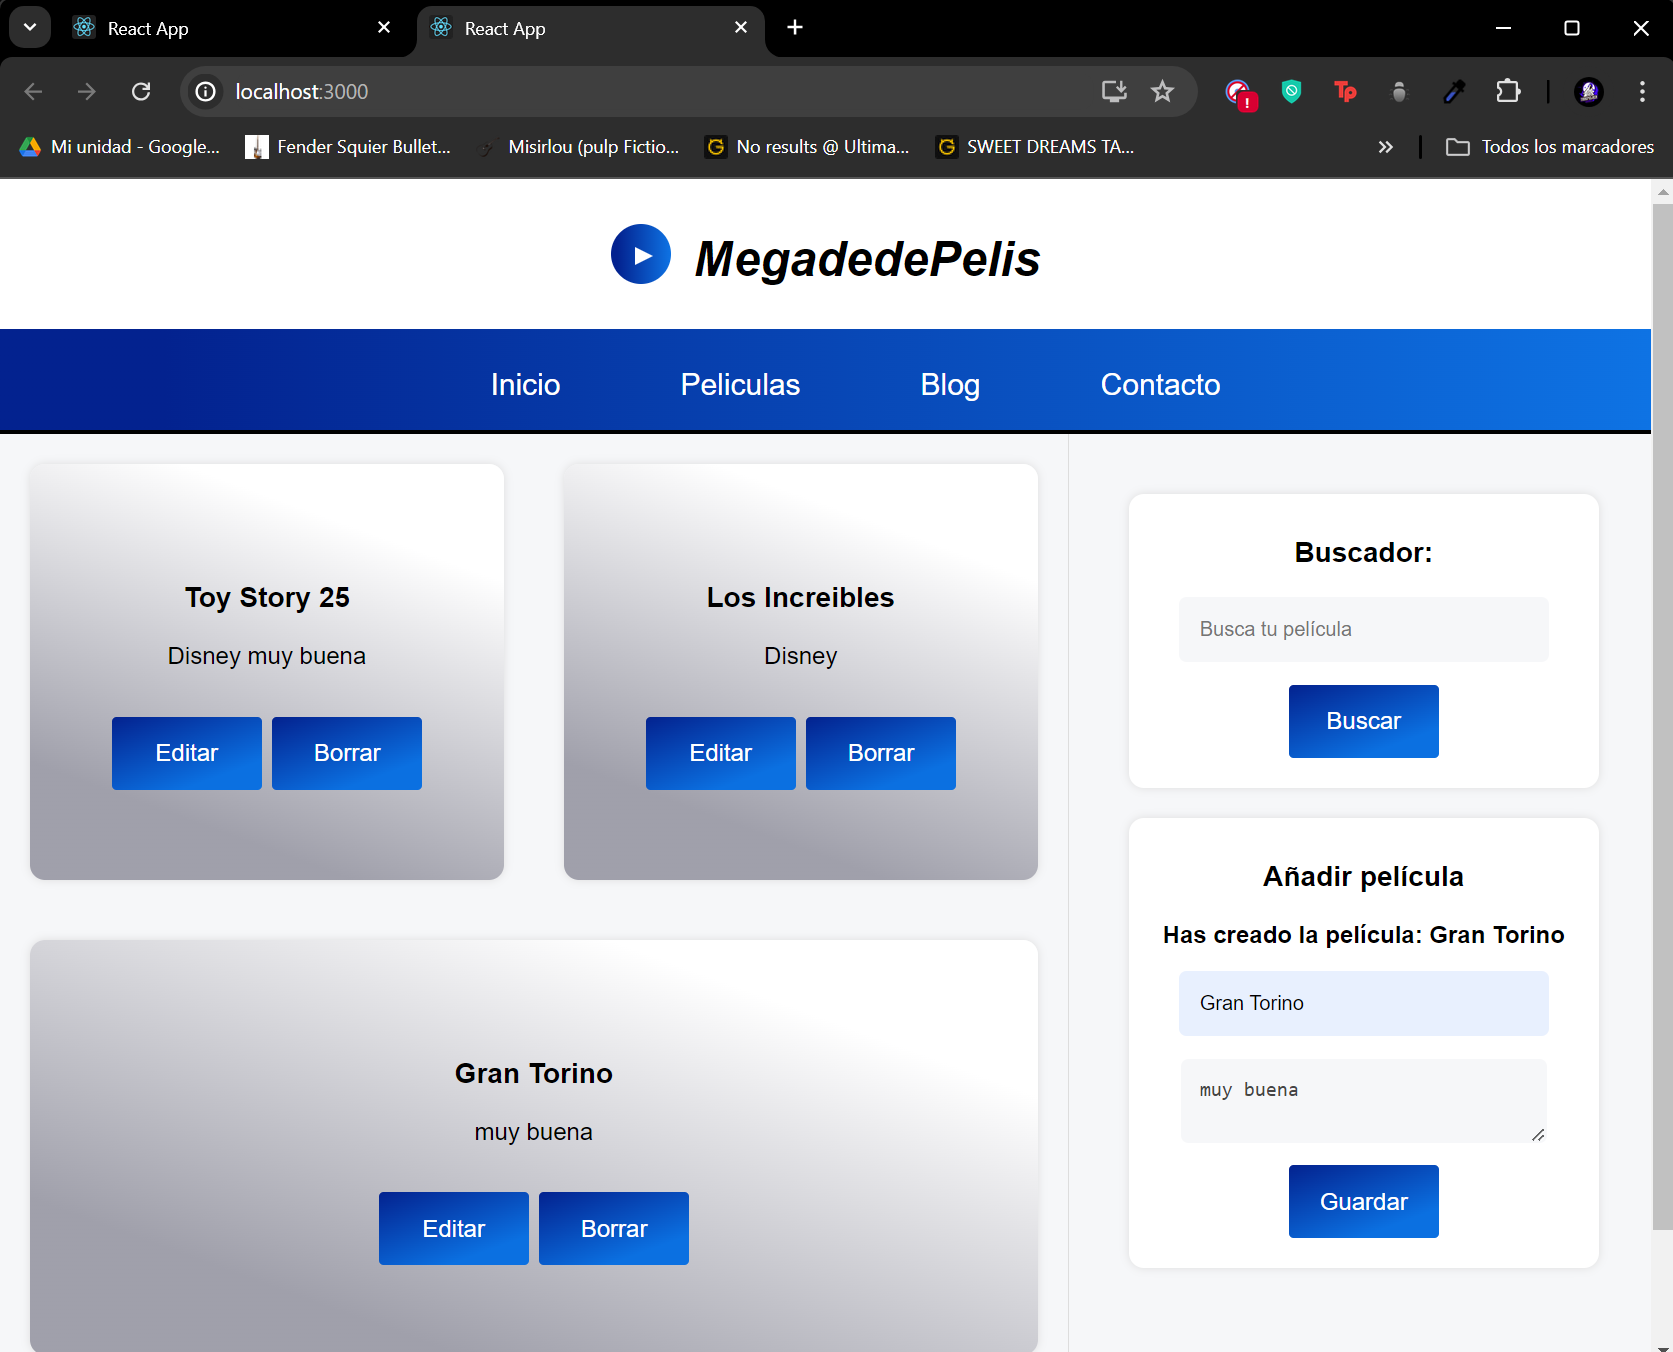 React App
React App
localhost:3000
Mi unidad - Google...
Fender Squier Bullet...
Misirlou (pulp Fictio...
No results @ Ultima...
SWEET DREAMS TA...
Todos los marcadores
MegadedePelis
Inicio
Peliculas
Blog
Contacto
Toy Story 25
Disney muy buena
Editar
Borrar
Los Increibles
Disney
Editar
Borrar
Gran Torino
muy buena
Editar
Borrar
Buscador:
Busca tu película
Buscar
Añadir película
Has creado la película: Gran Torino
Gran Torino
muy buena
Guardar